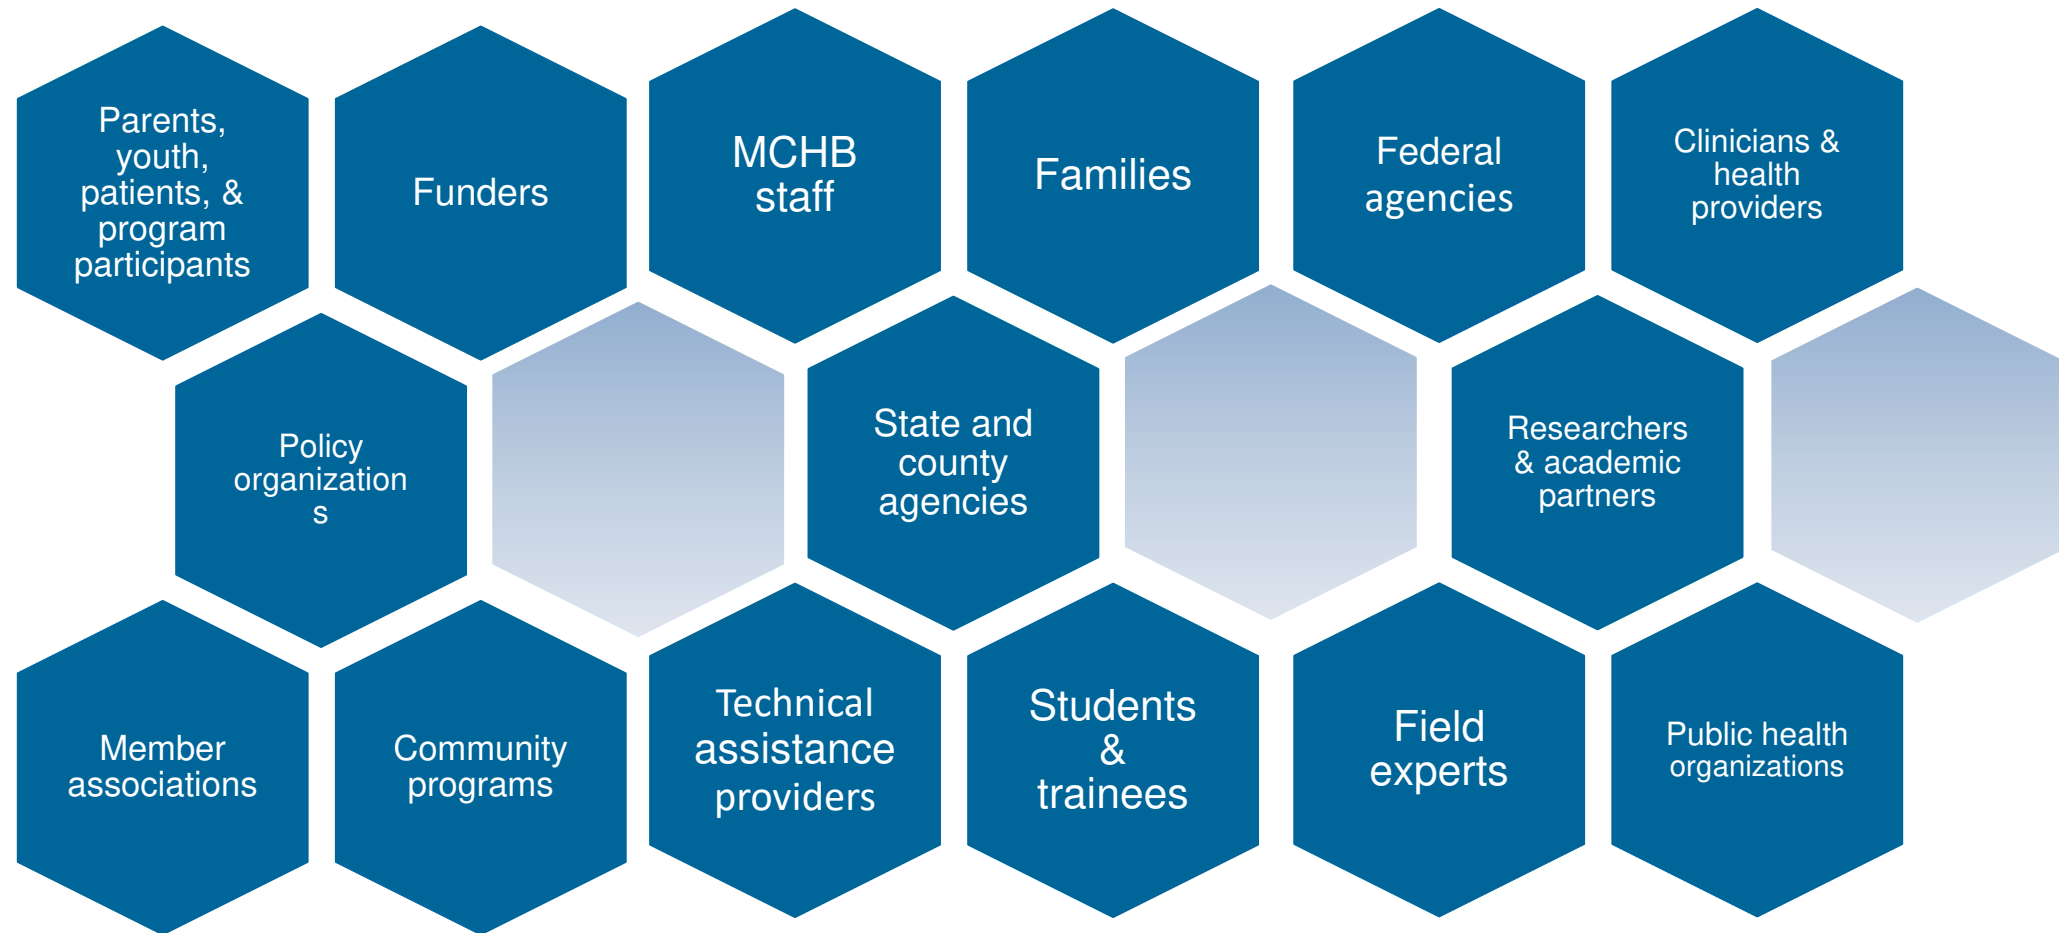 Parents,
youth,
patients, &
program
participants
Funders
MCHB
staff
Families
Federal
agencies
Clinicians &
health
providers
Policy
organization
s
State and
county
agencies
Researchers
& academic
partners
Member
associations
Community
programs
Technical
assistance
providers
Students
&
trainees
Field
experts
Public health
organizations